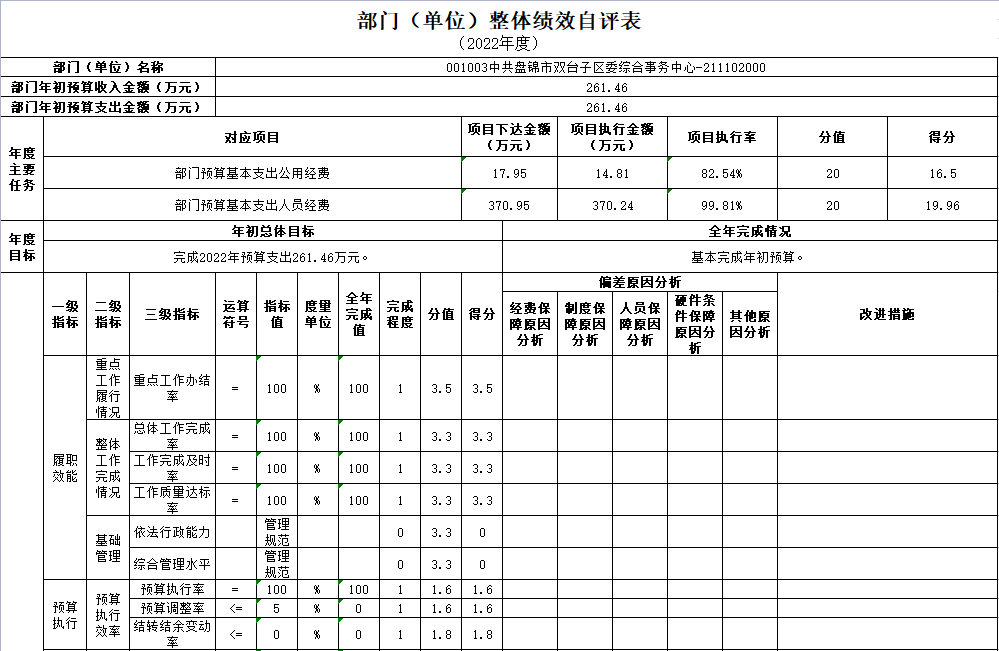 部门（单位）整体绩效自评表
（2022年度）
部门（单位）名称 001003中共盘锦市双台子区委综合事务中心-211102000
部门年初预算收入金额（万元） 261.46
部门年初预算支出金额（万元） 261.46
年度主要任务 对应项目 项目下达金额（万元） 项目执行金额（万元） 项目执行率 分值 得分
部门预算基本支出公用经费 17.95 14.81 82.54% 20 16.5
部门预算基本支出人员经费 370.95 370.24 99.81% 20 19.96
年度目标 年初总体目标 全年完成情况
完成2022年预算支出261.46万元。 基本完成年初预算。
一级指标 二级指标 三级指标 运算符号 指标值 度量单位 全年完成值 完成程度 分值 得分 偏差原因分析 改进措施
经费保障原因分析 制度保障原因分析 人员保障原因分析 硬件条件保障原因分析 其他原因分析
履职效能 重点工作履行情况 重点工作办结率 = 100 % 100 1 3.5 3.5
整体工作完成情况 总体工作完成率 = 100 % 100 1 3.3 3.3
工作完成及时率 = 100 % 100 1 3.3 3.3
工作质量达标率 = 100 % 100 1 3.3 3.3
基础管理 依法行政能力 管理规范 0 3.3 0
综合管理水平 管理规范 0 3.3 0
预算执行 预算执行效率 预算执行率 = 100 % 100 1 1.6 1.6
预算调整率 <= 5 % 0 1 1.6 1.6
结转结余变动率 <= 0 % 0 1 1.8 1.8